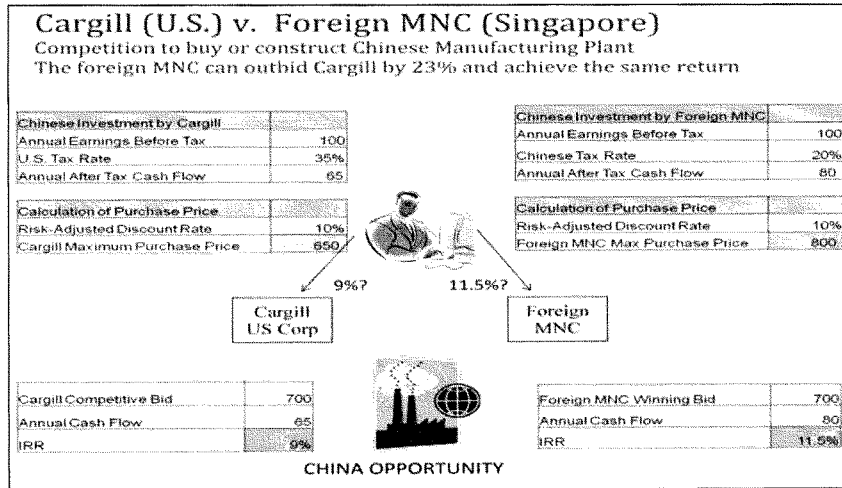 Cargill (U.S.) v. Foreign MNC (Singapore)
Competition to buy or construct Chinese Manufacturing Plant
The foreign MNC can outbid Cargill by 23% and achieve the same return
Chinese Investment by Cargill
Annual Earnings Before Tax 100
U.S. Tax Rate 35%
Annual After Tax Cash Flow 65
Calculation of Purchase Price
Risk-Adjusted Discount Rate 10%
Cargill Maximum Purchase Price 650
Chinese Investment by Foreign MNC
Annual Earnings Before Tax 100
Chinese Tax Rate 20%
Annual After Tax Cash Flow 80
Calculation of Purchase Price
Risk-Adjusted Discount Rate 10%
Foreign MNC Max Purchase Price 800
9%? 11.5%?
Cargill
US Corp
Foreign
MNC
Cargill Competitive Bid 700
Annual Cash Flow 65
IRR 9%
Foreign MNC Winning Bid 700
Annual Cash Flow 80
IRR 11.5%
CHINA OPPORTUNITY